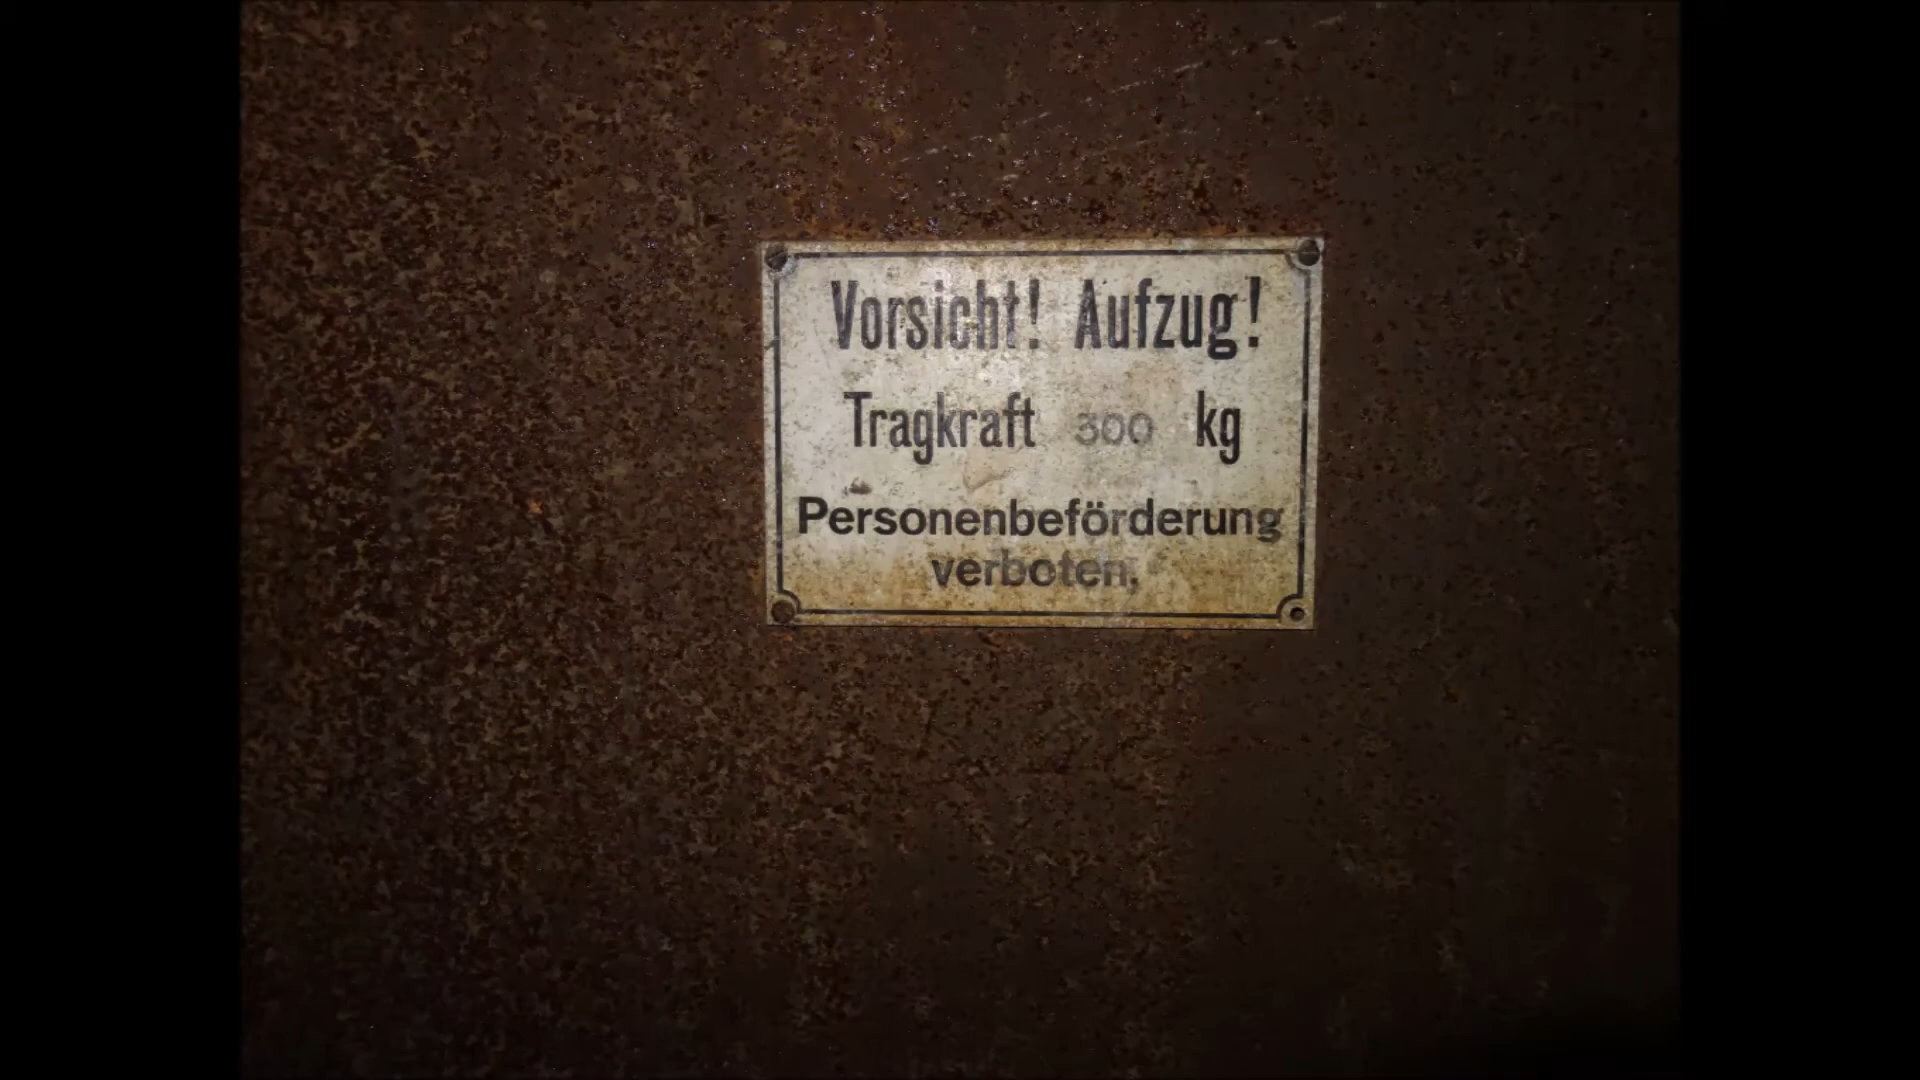 Vorsicht! Aufzug!
Tragkraft 300 kg
Personenbeförderung
verboten.